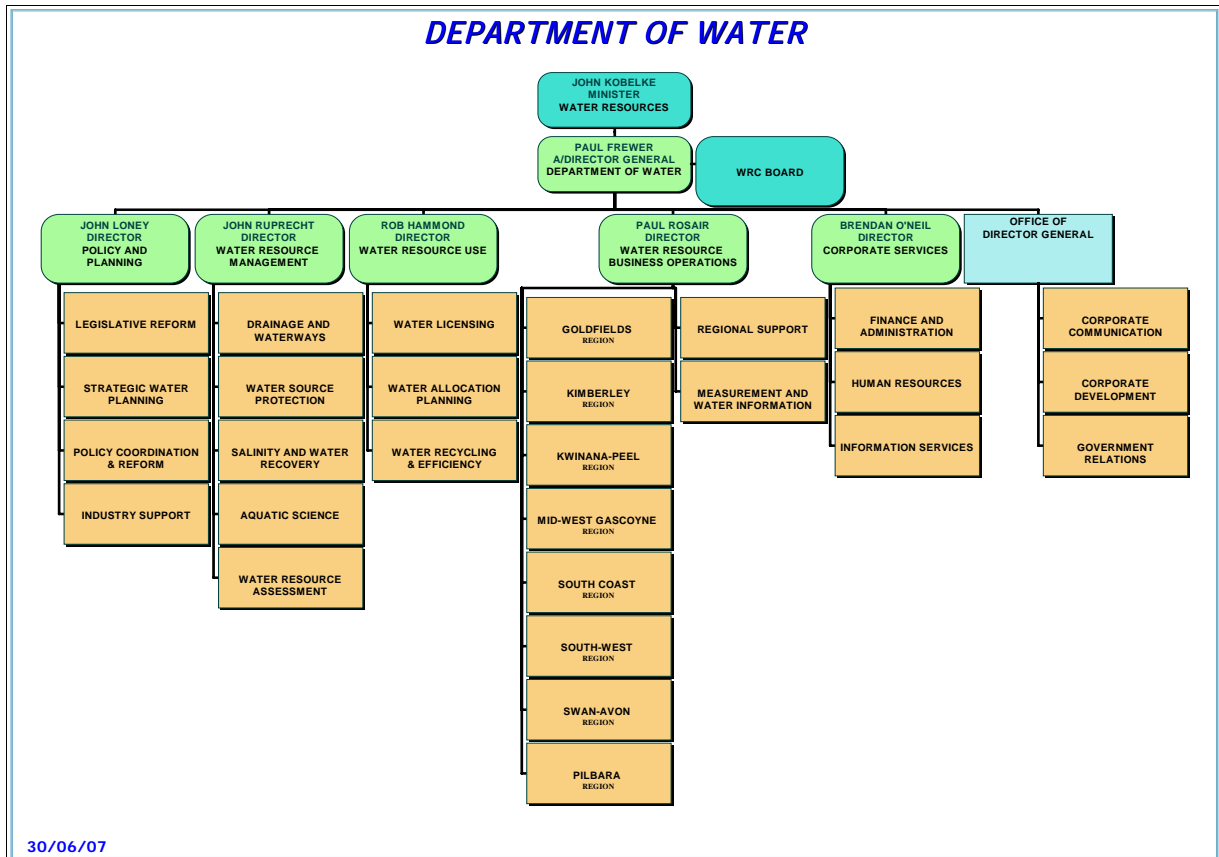 DEPARTMENT OF WATER
JOHN KOBELKE
MINISTER
WATER RESOURCES
PAUL FREWER
A/DIRECTOR GENERAL
DEPARTMENT OF WATER
WRC BOARD
JOHN LONEY
DIRECTOR
POLICY AND
PLANNING
LEGISLATIVE REFORM
STRATEGIC WATER
PLANNING
POLICY COORDINATION
& REFORM
INDUSTRY SUPPORT
JOHN RUPRECHT
DIRECTOR
WATER RESOURCE
MANAGEMENT
DRAINAGE AND
WATERWAYS
WATER SOURCE
PROTECTION
SALINITY AND WATER
RECOVERY
AQUATIC SCIENCE
WATER RESOURCE
ASSESSMENT
ROB HAMMOND
DIRECTOR
WATER RESOURCE USE
WATER LICENSING
WATER ALLOCATION
PLANNING
WATER RECYCLING
& EFFICIENCY
PAUL ROSAIR
DIRECTOR
WATER RESOURCE
BUSINESS OPERATIONS
GOLDFIELDS
REGION
KIMBERLEY
REGION
KWINANA-PEEL
REGION
MID-WEST GASCOYNE
REGION
SOUTH COAST
REGION
SOUTH-WEST
REGION
SWAN-AVON
REGION
PILBARA
REGION
REGIONAL SUPPORT
MEASUREMENT AND
WATER INFORMATION
BRENDAN O'NEIL
DIRECTOR
CORPORATE SERVICES
FINANCE AND
ADMINISTRATION
HUMAN RESOURCES
INFORMATION SERVICES
OFFICE OF
DIRECTOR GENERAL
CORPORATE
COMMUNICATION
CORPORATE
DEVELOPMENT
GOVERNMENT
RELATIONS
30/06/07